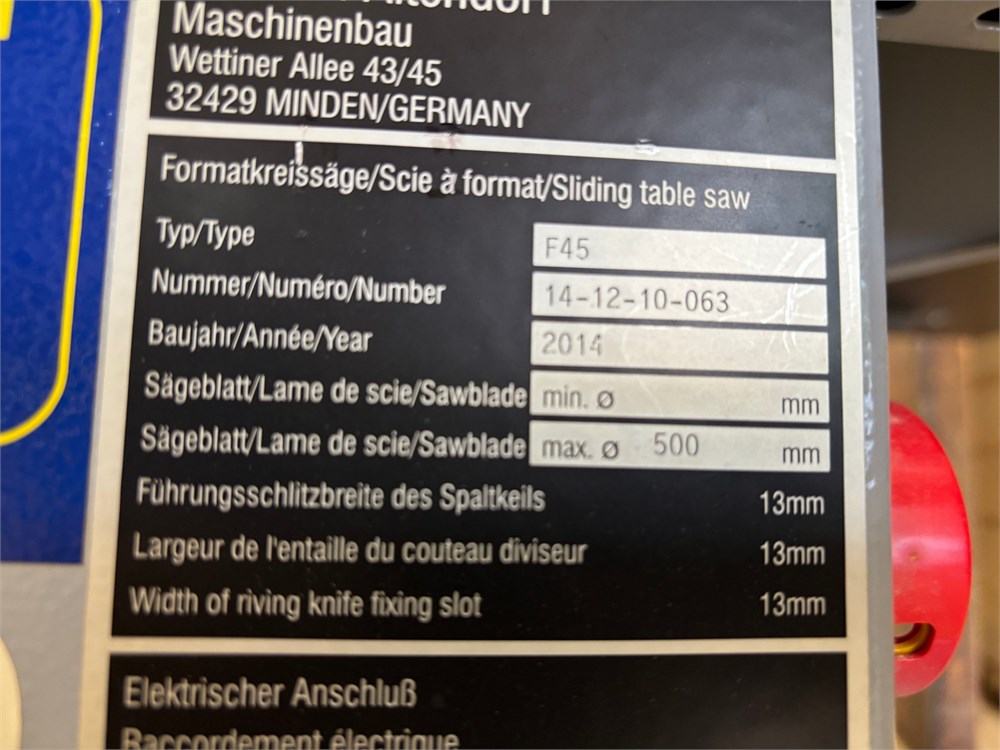 Altendorf
Maschinenbau
Wettiner Allee 43/45
32429 MINDEN/GERMANY
Formatkreissäge/Scie à format/Sliding table saw
Typ/Type F45
Nummer/Numéro/Number 14-12-10-063
Baujahr/Année/Year 2014
Sägeblatt/Lame de scie/Sawblade min. ø mm
Sägeblatt/Lame de scie/Sawblade max. ø 500 mm
Führungsschlitzbreite des Spaltkeils 13mm
Largeur de l'entaille du couteau diviseur 13mm
Width of riving knife fixing slot 13mm
Elektrischer Anschluß
Raccordement électrique